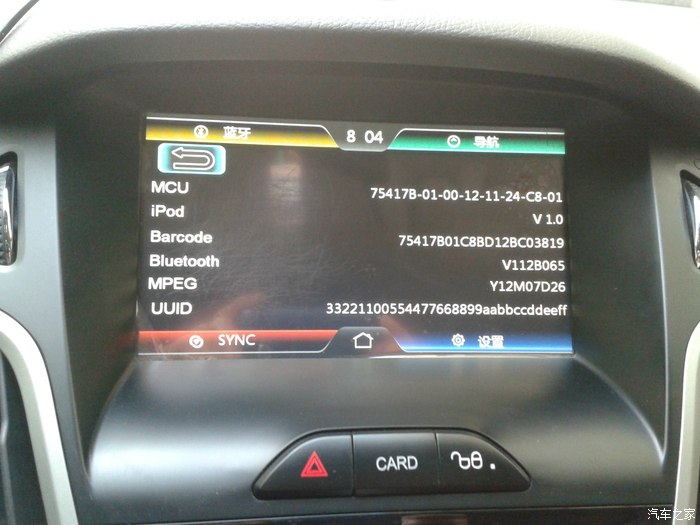 蓝牙
8 04
导航
MCU 75417B-01-00-12-11-24-C8-01
iPod V 1.0
Barcode 75417B01C8BD12BC03819
Bluetooth V112B065
MPEG Y12M07D26
UUID 33221100554477668899aabbccddeeff
SYNC
设置
CARD
汽车之家